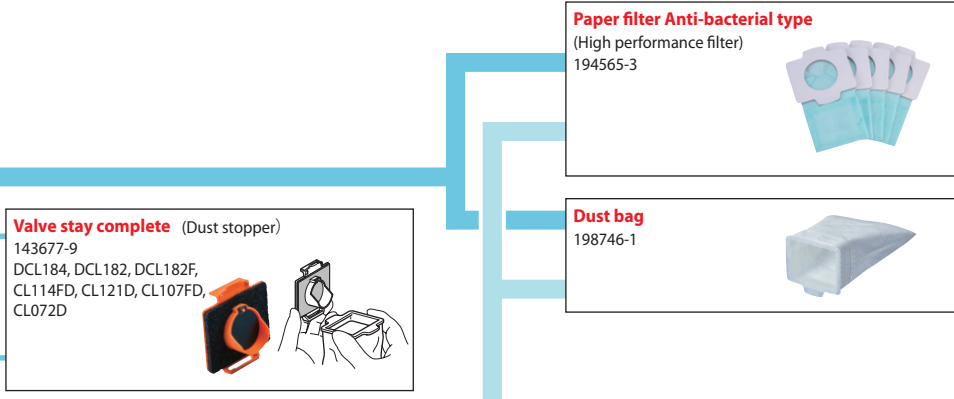 Paper filter Anti-bacterial type
(High performance filter)
194565-3
Valve stay complete (Dust stopper)
143677-9
DCL184, DCL182, DCL182F,
CL114FD, CL121D, CL107FD,
CL072D
Dust bag
198746-1